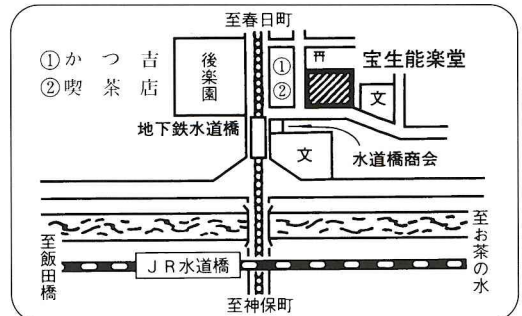 至春日町
①かつ吉
②喫茶店
後楽園
①
②
宝生能楽堂
文
地下鉄水道橋
文
水道橋商会
至飯田橋
至お茶の水
JR水道橋
至神保町